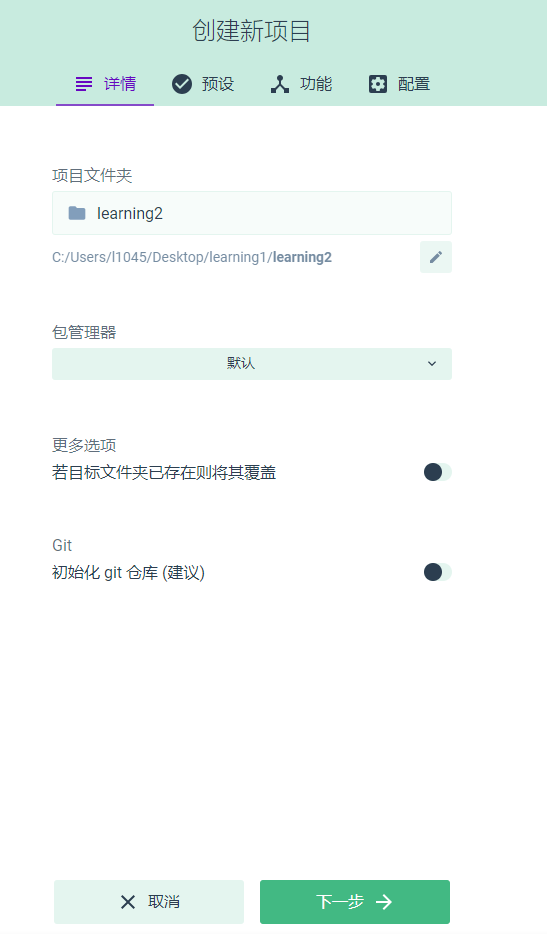 创建新项目
详情 预设 功能 配置
项目文件夹
learning2
C:/Users/l1045/Desktop/learning1/learning2
包管理器
默认
更多选项
若目标文件夹已存在则将其覆盖
Git
初始化 git 仓库 (建议)
取消 下一步